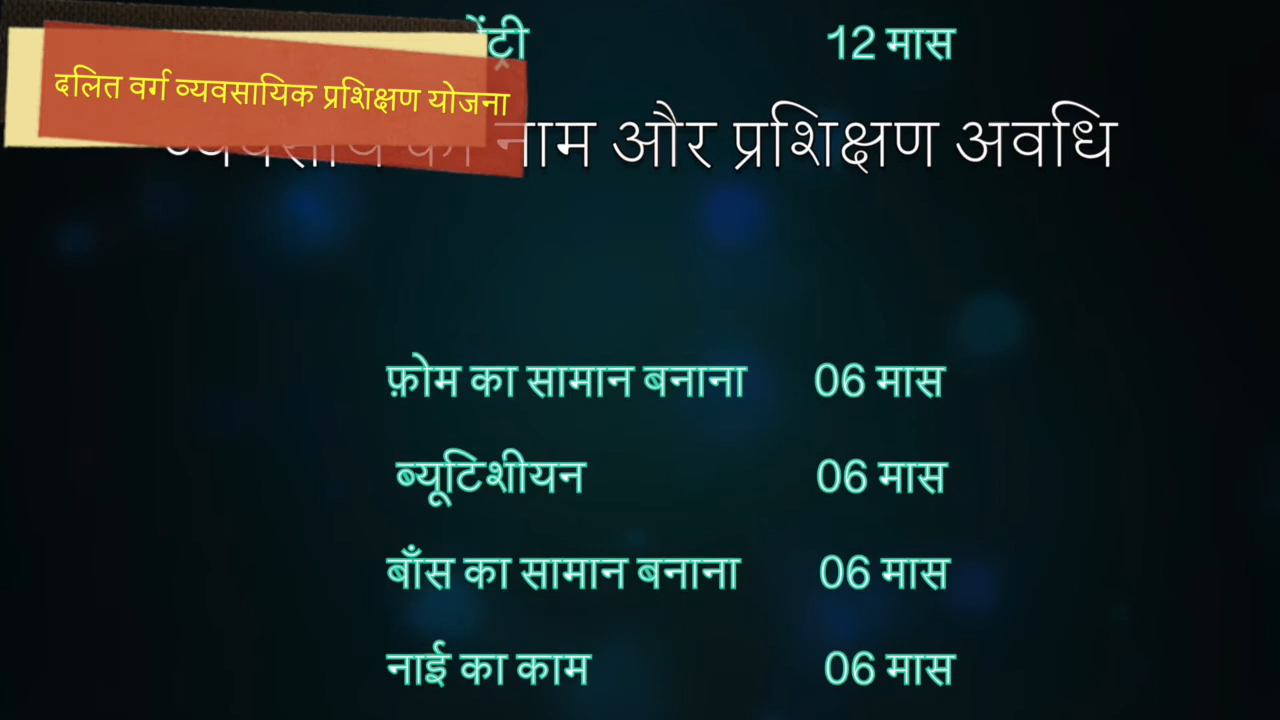 12 मास
दलित वर्ग व्यवसायिक प्रशिक्षण योजना
नाम और प्रशिक्षण अवधि
फ़ोम का सामान बनाना 06 मास
ब्यूटिशीयन 06 मास
बाँस का सामान बनाना 06 मास
नाई का काम 06 मास